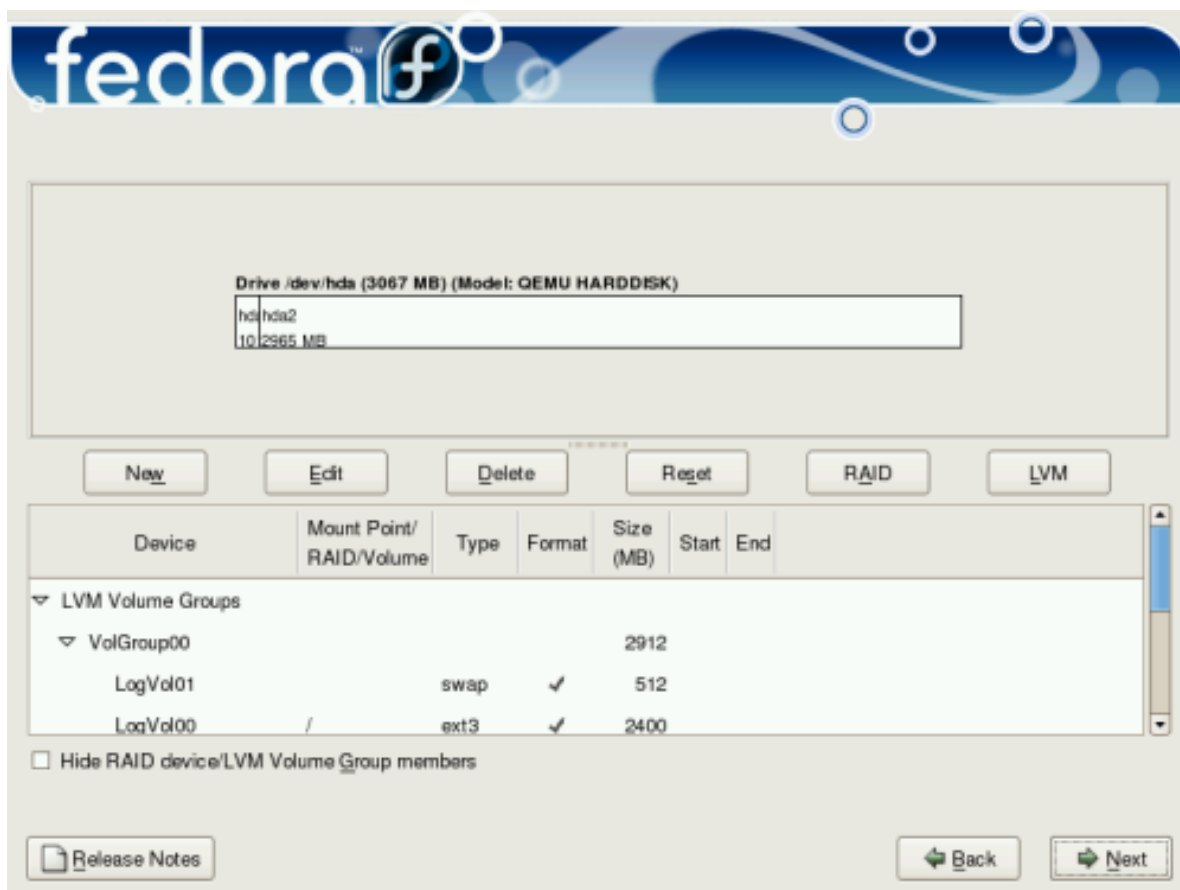 fedora™
Drive /dev/hda (3067 MB) (Model: QEMU HARDDISK)
hda2
10 2965 MB
New Edit Delete Reset RAID LVM
Device Mount Point/ RAID/Volume Type Format Size (MB) Start End
LVM Volume Groups
VolGroup00 2912
LogVol01 swap ✓ 512
LogVol00 / ext3 ✓ 2400
Hide RAID device/LVM Volume Group members
Release Notes Back Next